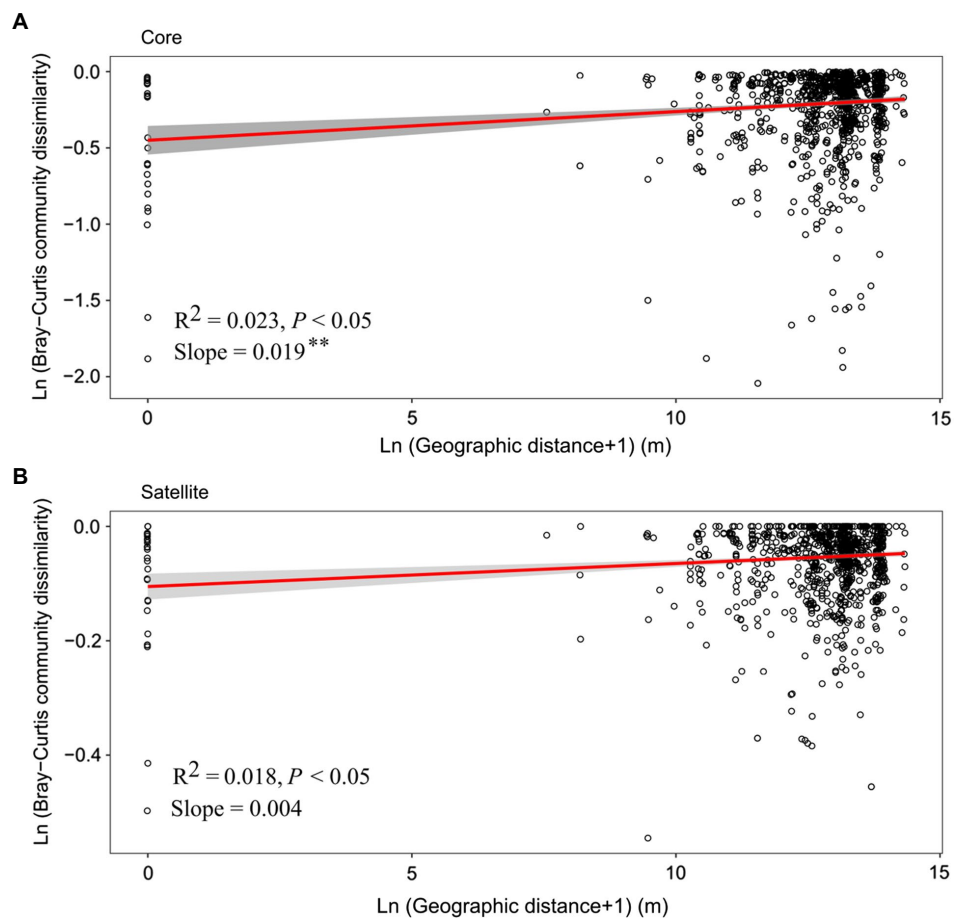 A
Core
Ln (Bray−Curtis community dissimilarity)
0.0
−0.5
−1.0
−1.5
−2.0
R2 = 0.023, P < 0.05
Slope = 0.019**
0 5 10 15
Ln (Geographic distance+1) (m)
B
Satellite
Ln (Bray−Curtis community dissimilarity)
0.0
−0.2
−0.4
R2 = 0.018, P < 0.05
Slope = 0.004
0 5 10 15
Ln (Geographic distance+1) (m)